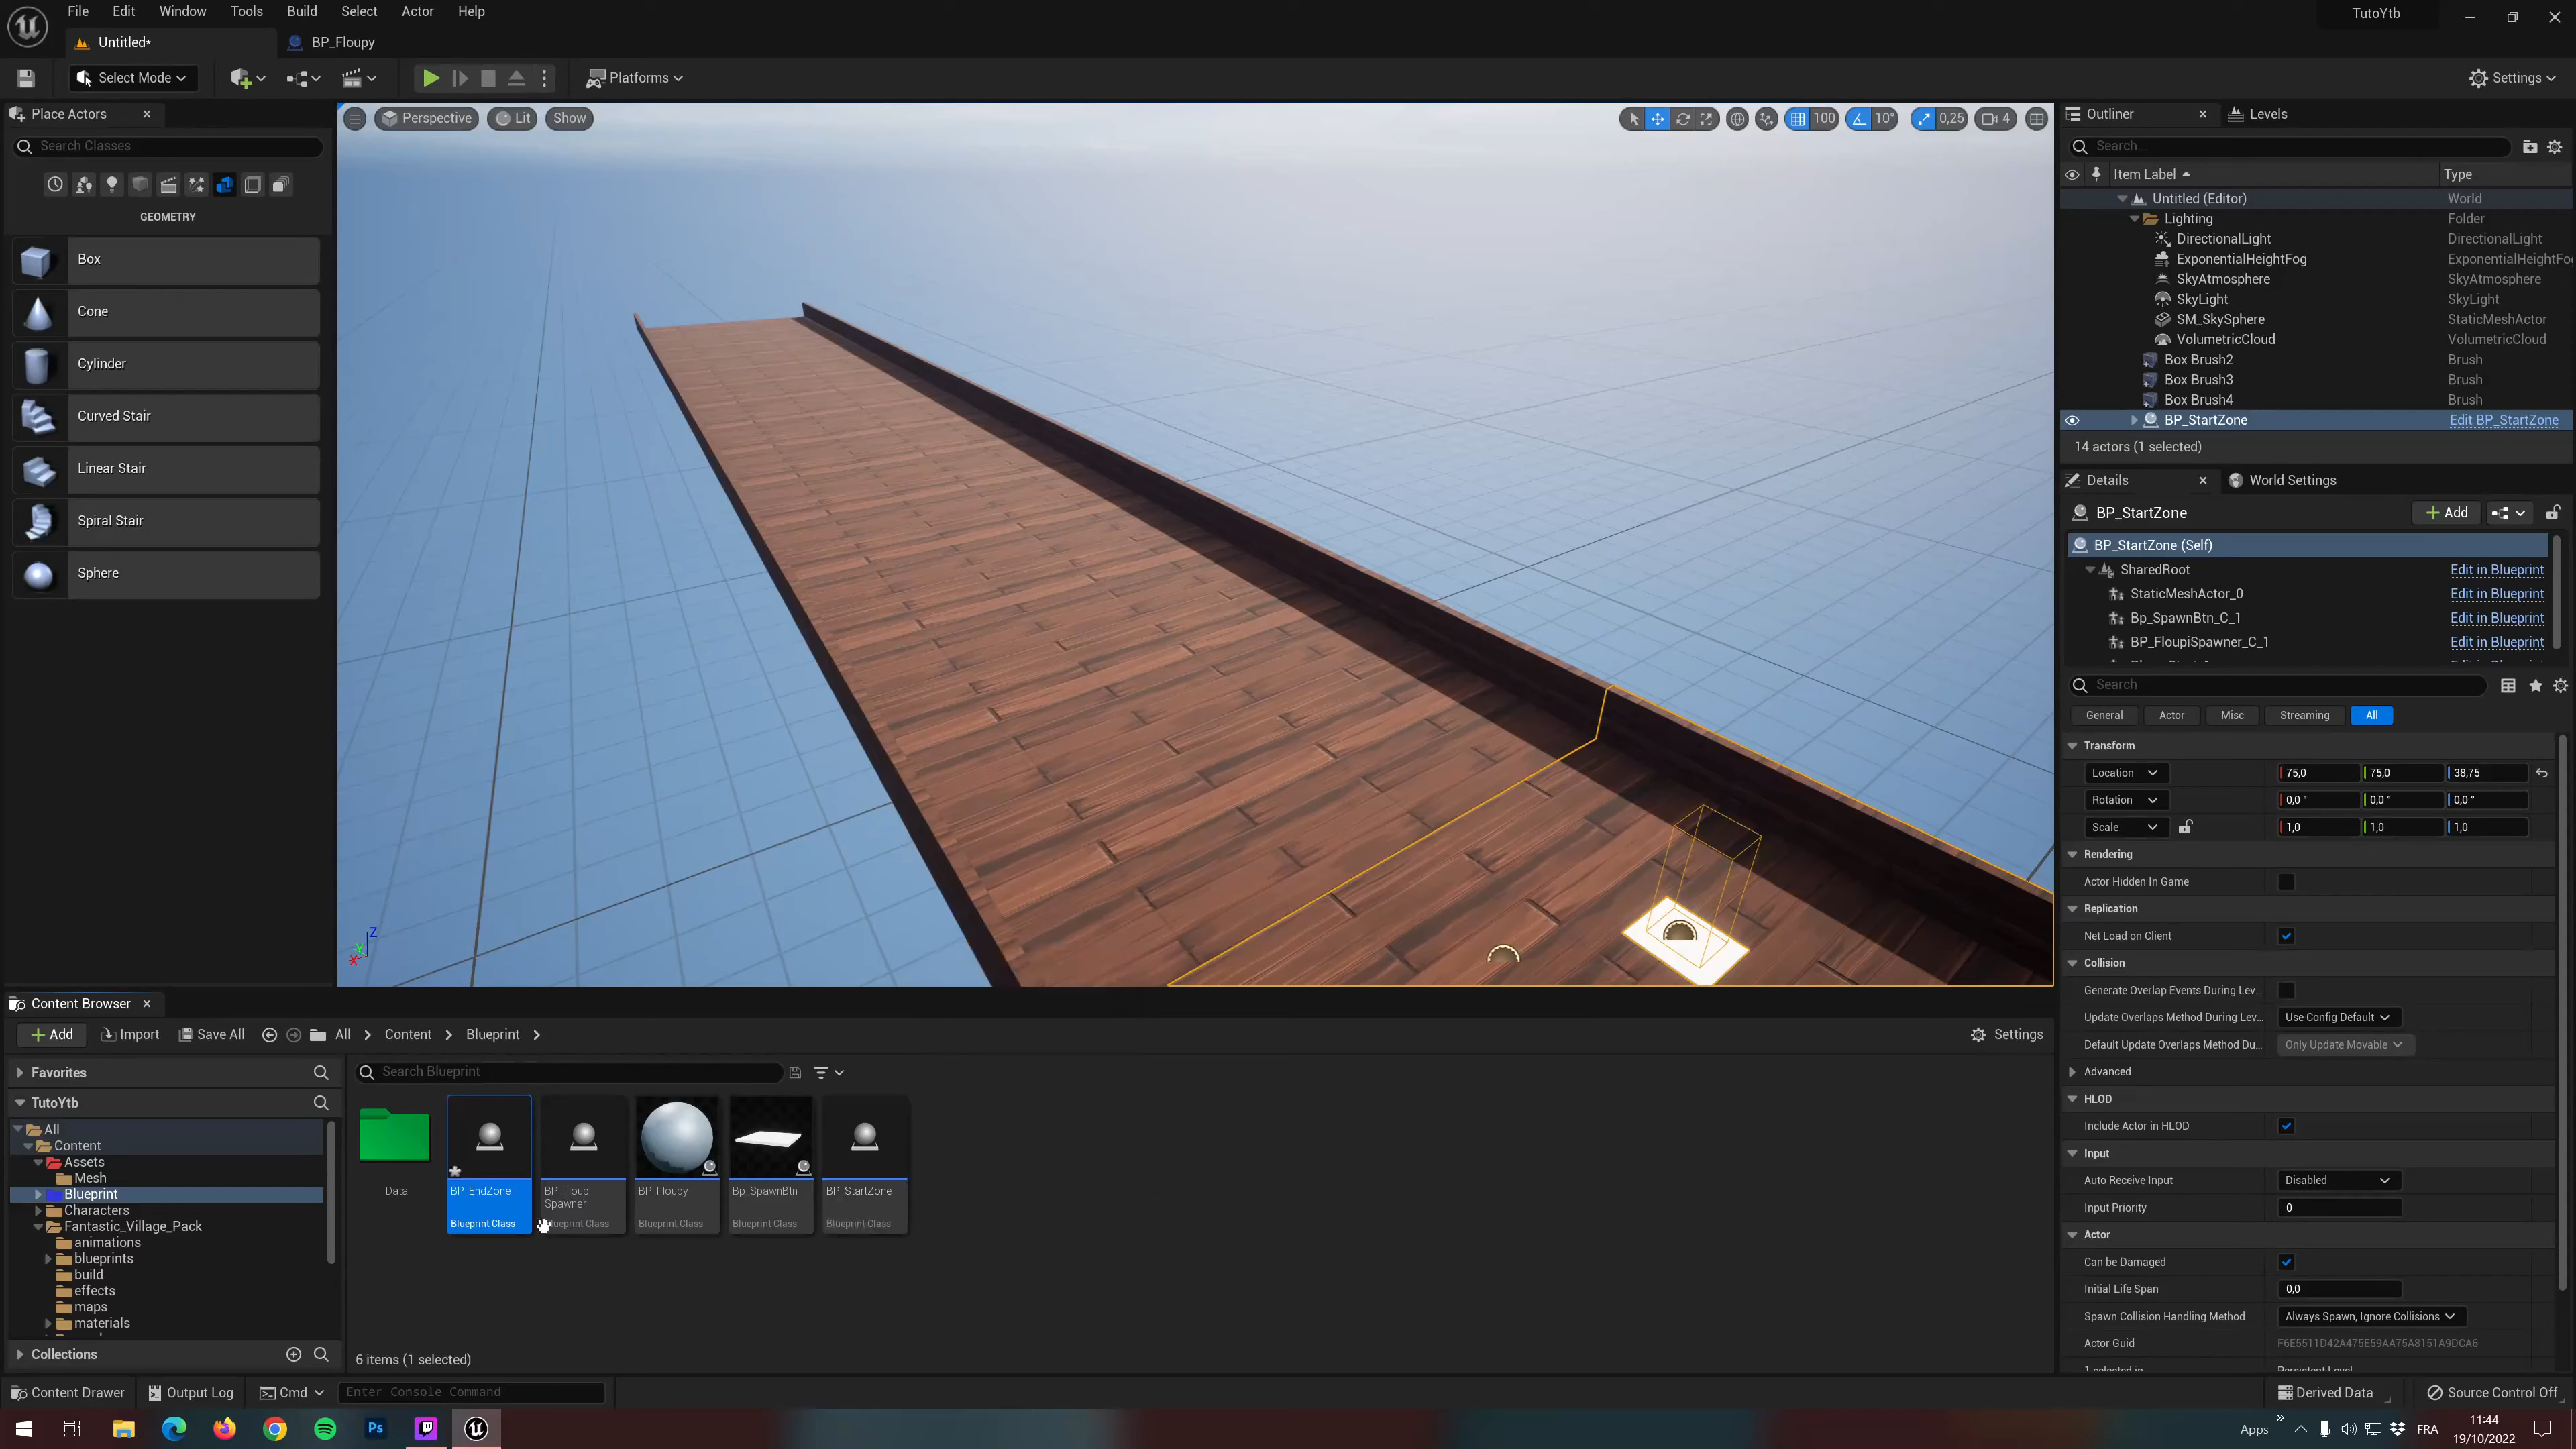 File Edit Window Tools Build Select Actor Help
TutoYtb
Untitled*
BP_Floupy
Select Mode
Platforms
Settings
Place Actors
Search Classes
GEOMETRY
Box
Cone
Cylinder
Curved Stair
Linear Stair
Spiral Stair
Sphere
Perspective
Lit
Show
100
10°
0,25
4
Outliner
Levels
Search...
Item Label
Type
Untitled (Editor) World
Lighting Folder
DirectionalLight DirectionalLight
ExponentialHeightFog ExponentialHeightFo
SkyAtmosphere SkyAtmosphere
SkyLight SkyLight
SM_SkySphere StaticMeshActor
VolumetricCloud VolumetricCloud
Box Brush2 Brush
Box Brush3 Brush
Box Brush4 Brush
BP_StartZone Edit BP_StartZone
14 actors (1 selected)
Details
World Settings
BP_StartZone
Add
BP_StartZone (Self)
SharedRoot Edit in Blueprint
StaticMeshActor_0 Edit in Blueprint
Bp_SpawnBtn_C_1 Edit in Blueprint
BP_FloupiSpawner_C_1 Edit in Blueprint
Search
General Actor Misc Streaming All
Transform
Location 75,0 75,0 38,75
Rotation 0,0 ° 0,0 ° 0,0 °
Scale 1,0 1,0 1,0
Rendering
Actor Hidden In Game
Replication
Net Load on Client
Collision
Generate Overlap Events During Lev...
Update Overlaps Method During Lev... Use Config Default
Default Update Overlaps Method Du... Only Update Movable
Advanced
HLOD
Include Actor in HLOD
Input
Auto Receive Input Disabled
Input Priority 0
Actor
Can be Damaged
Initial Life Span 0,0
Spawn Collision Handling Method Always Spawn, Ignore Collisions
Actor Guid F6E5511D42A475E59AA75A8151A9DCA6
Z
Y
X
Content Browser
Add
Import
Save All
All
Content
Blueprint
Settings
Favorites
TutoYtb
All
Content
Assets
Mesh
Blueprint
Characters
Fantastic_Village_Pack
animations
blueprints
build
effects
maps
materials
Collections
Search Blueprint
Data
BP_EndZone
Blueprint Class
BP_Floupi
Spawner
Blueprint Class
BP_Floupy
Blueprint Class
Bp_SpawnBtn
Blueprint Class
BP_StartZone
Blueprint Class
6 items (1 selected)
Content Drawer
Output Log
Cmd
Enter Console Command
Derived Data
Source Control Off
Ps
Apps
FRA
11:44
19/10/2022